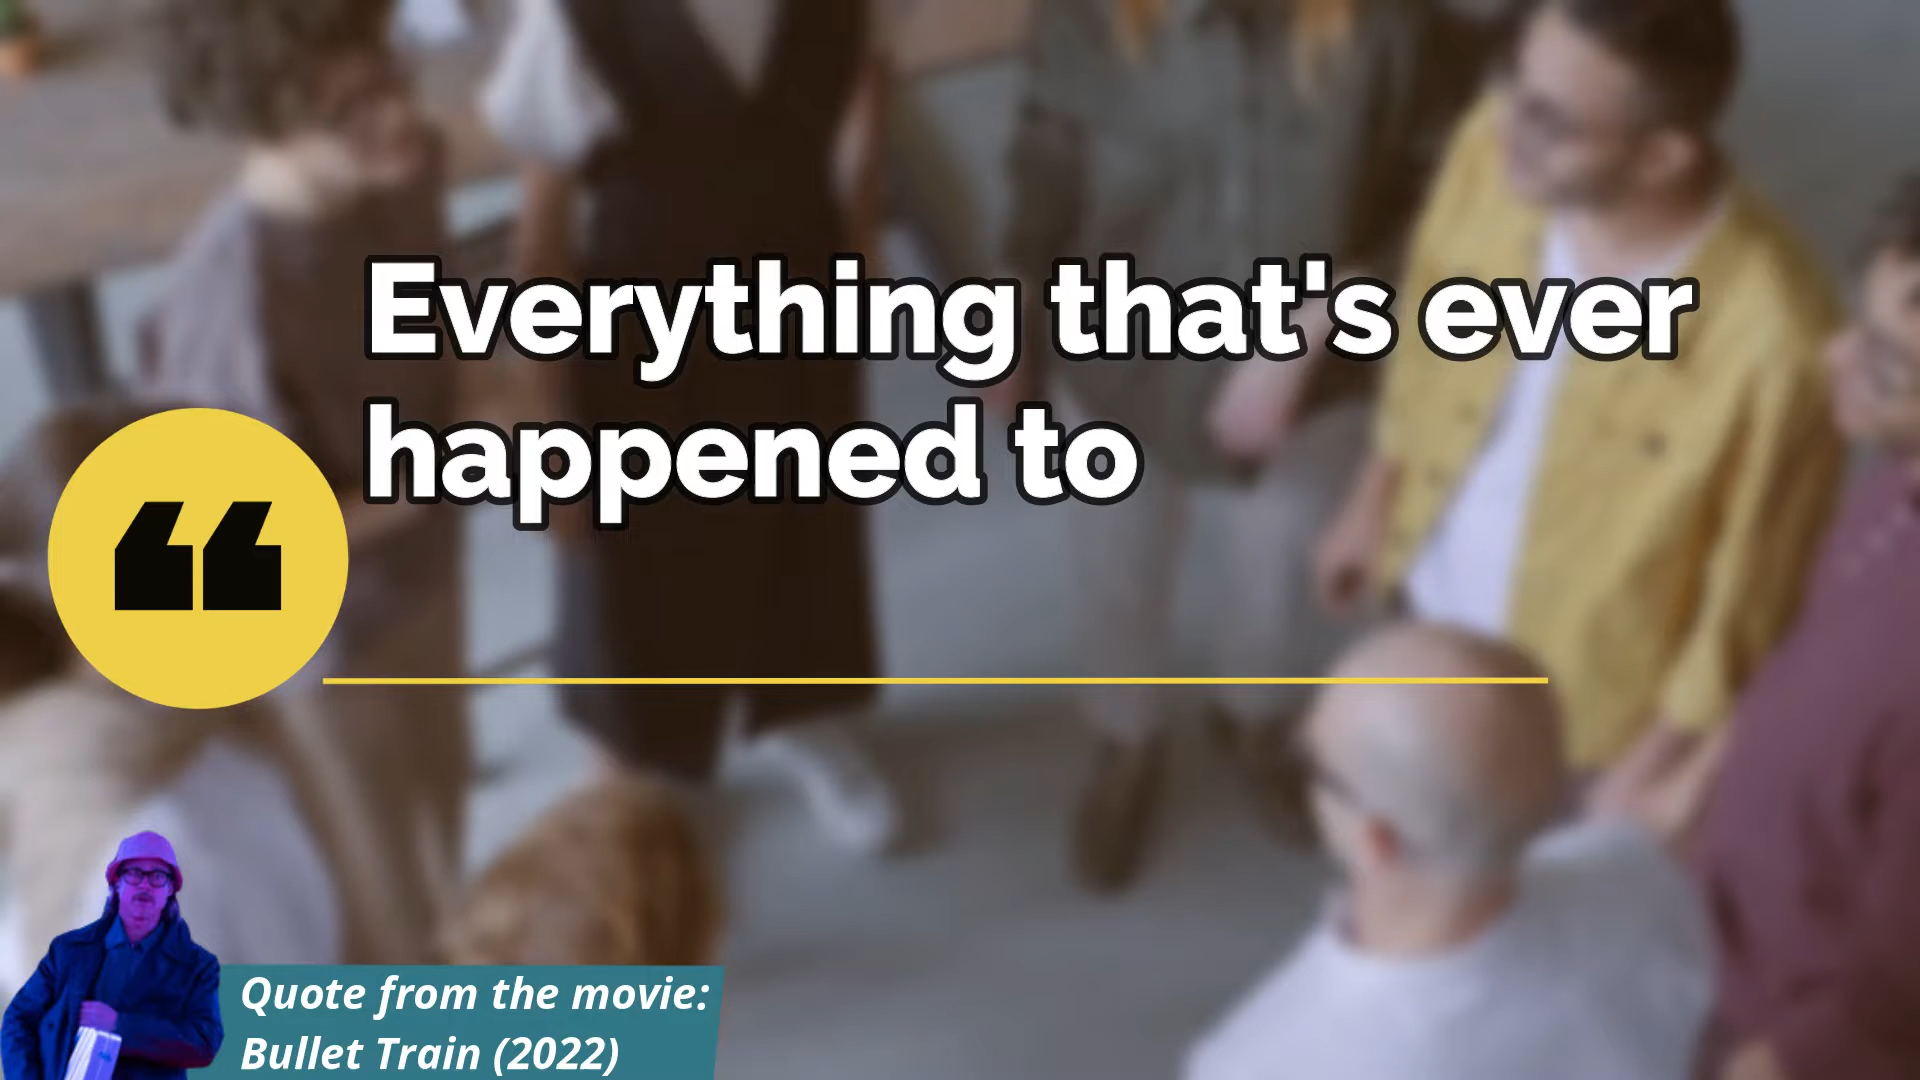 Everything that's ever
happened to
❝
Quote from the movie:
Bullet Train (2022)